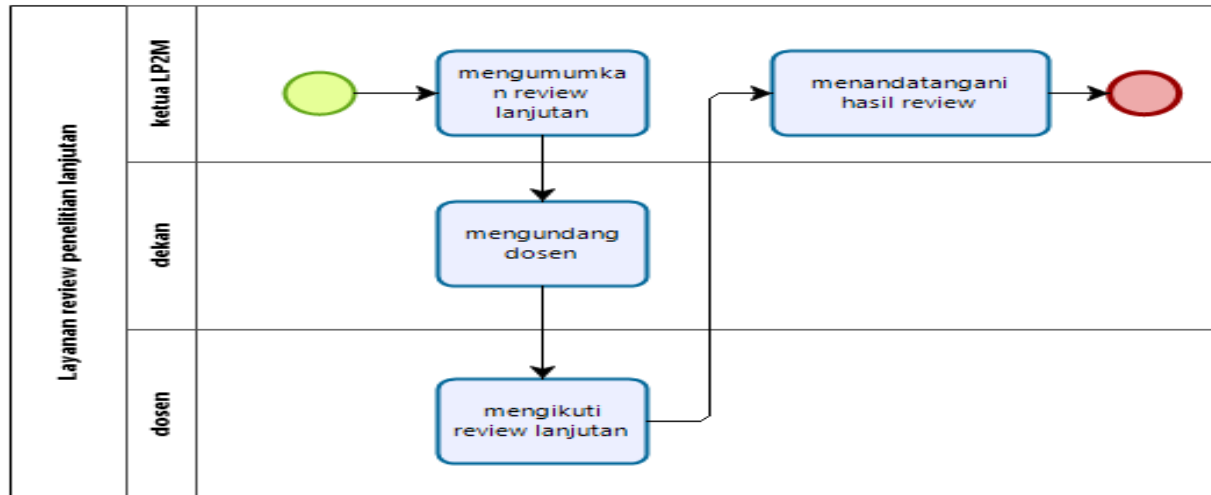 Layanan review penelitian lanjutan
ketua LP2M
mengumumka
n review
lanjutan
menandatangani
hasil review
dekan
mengundang
dosen
dosen
mengikuti
review lanjutan